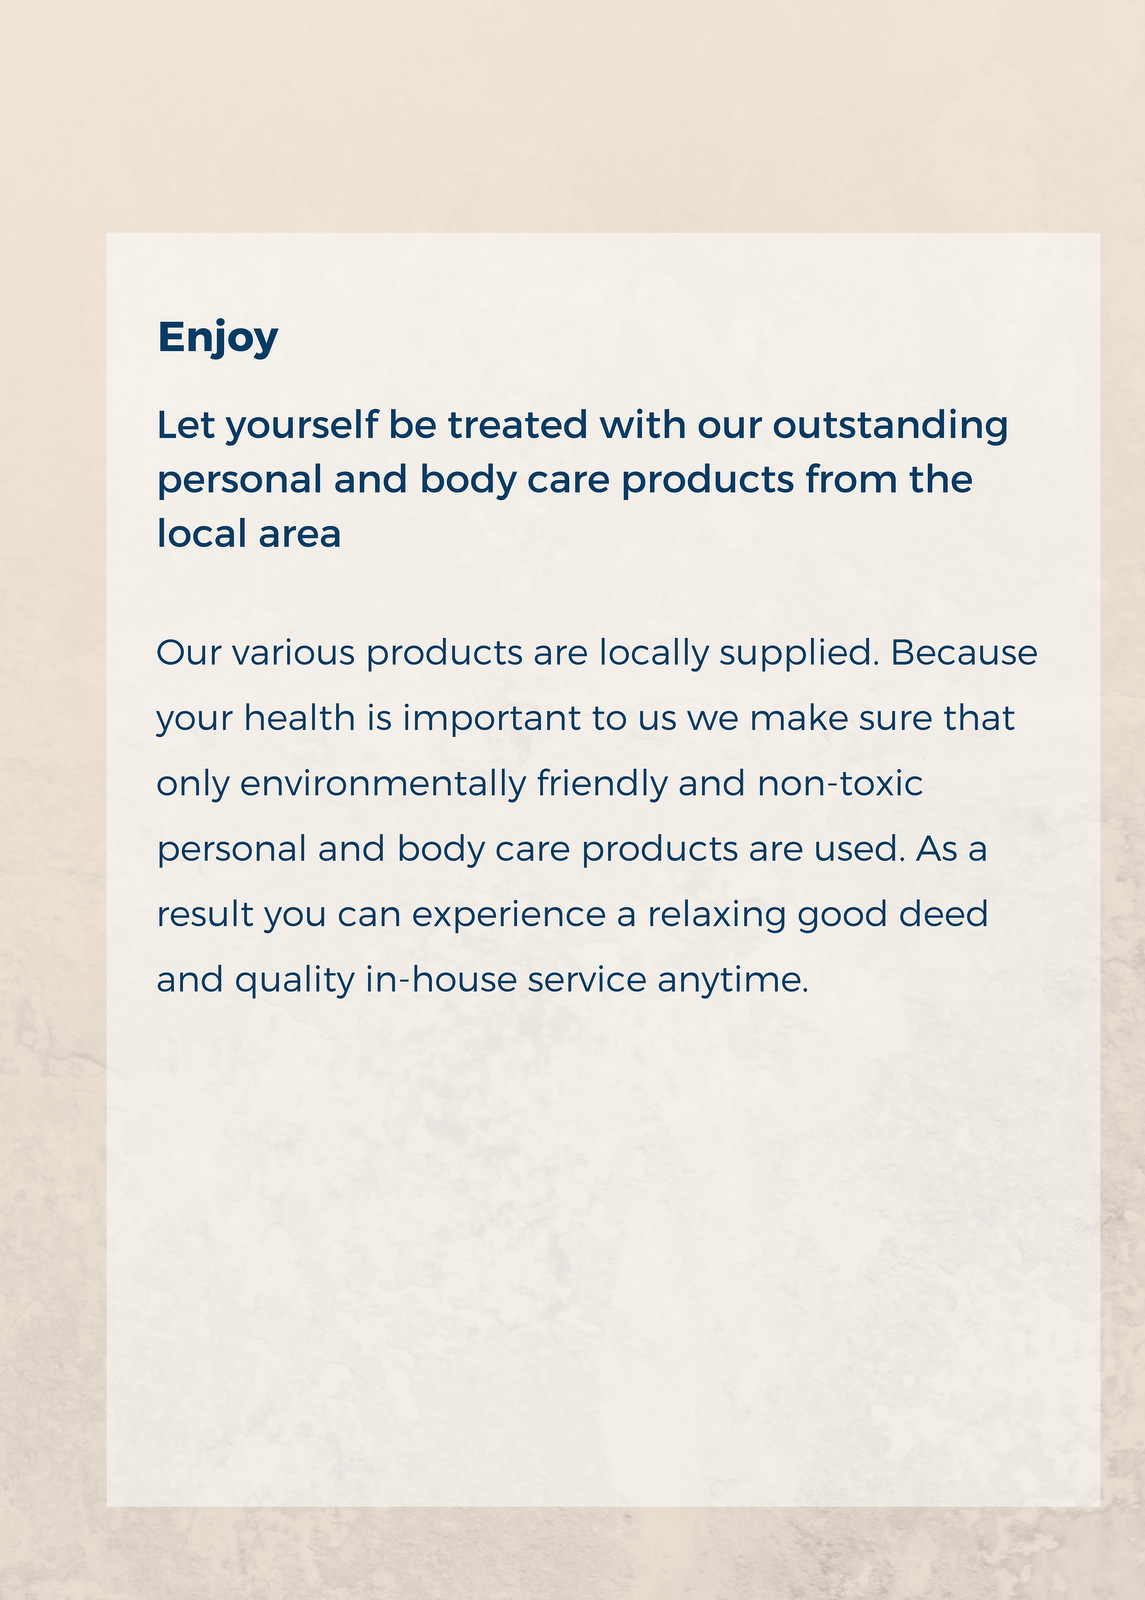 Enjoy
Let yourself be treated with our outstanding
personal and body care products from the
local area
Our various products are locally supplied. Because
your health is important to us we make sure that
only environmentally friendly and non-toxic
personal and body care products are used. As a
result you can experience a relaxing good deed
and quality in-house service anytime.